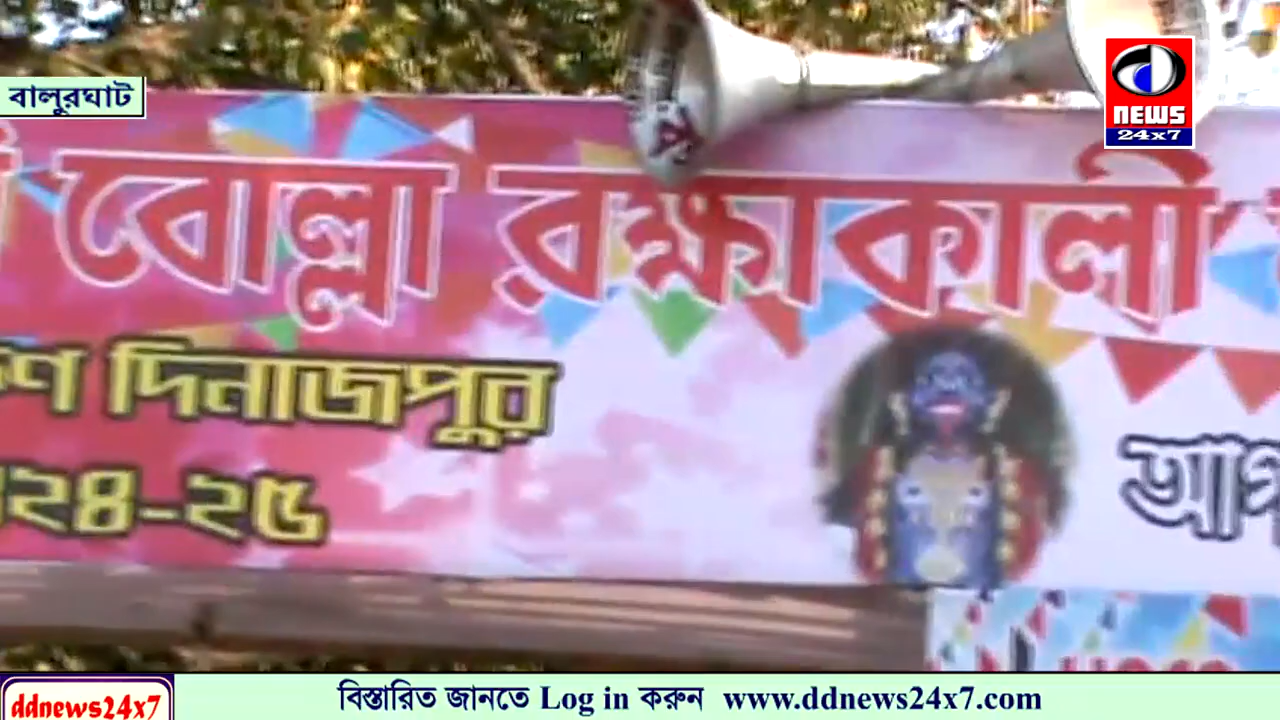 বালুরঘাট
NEWS
24x7
বোল্লা রক্ষাকালী
দিনাজপুর
২৪-২৫
ddnews24x7
বিস্তারিত জানতে Log in করুন www.ddnews24x7.com